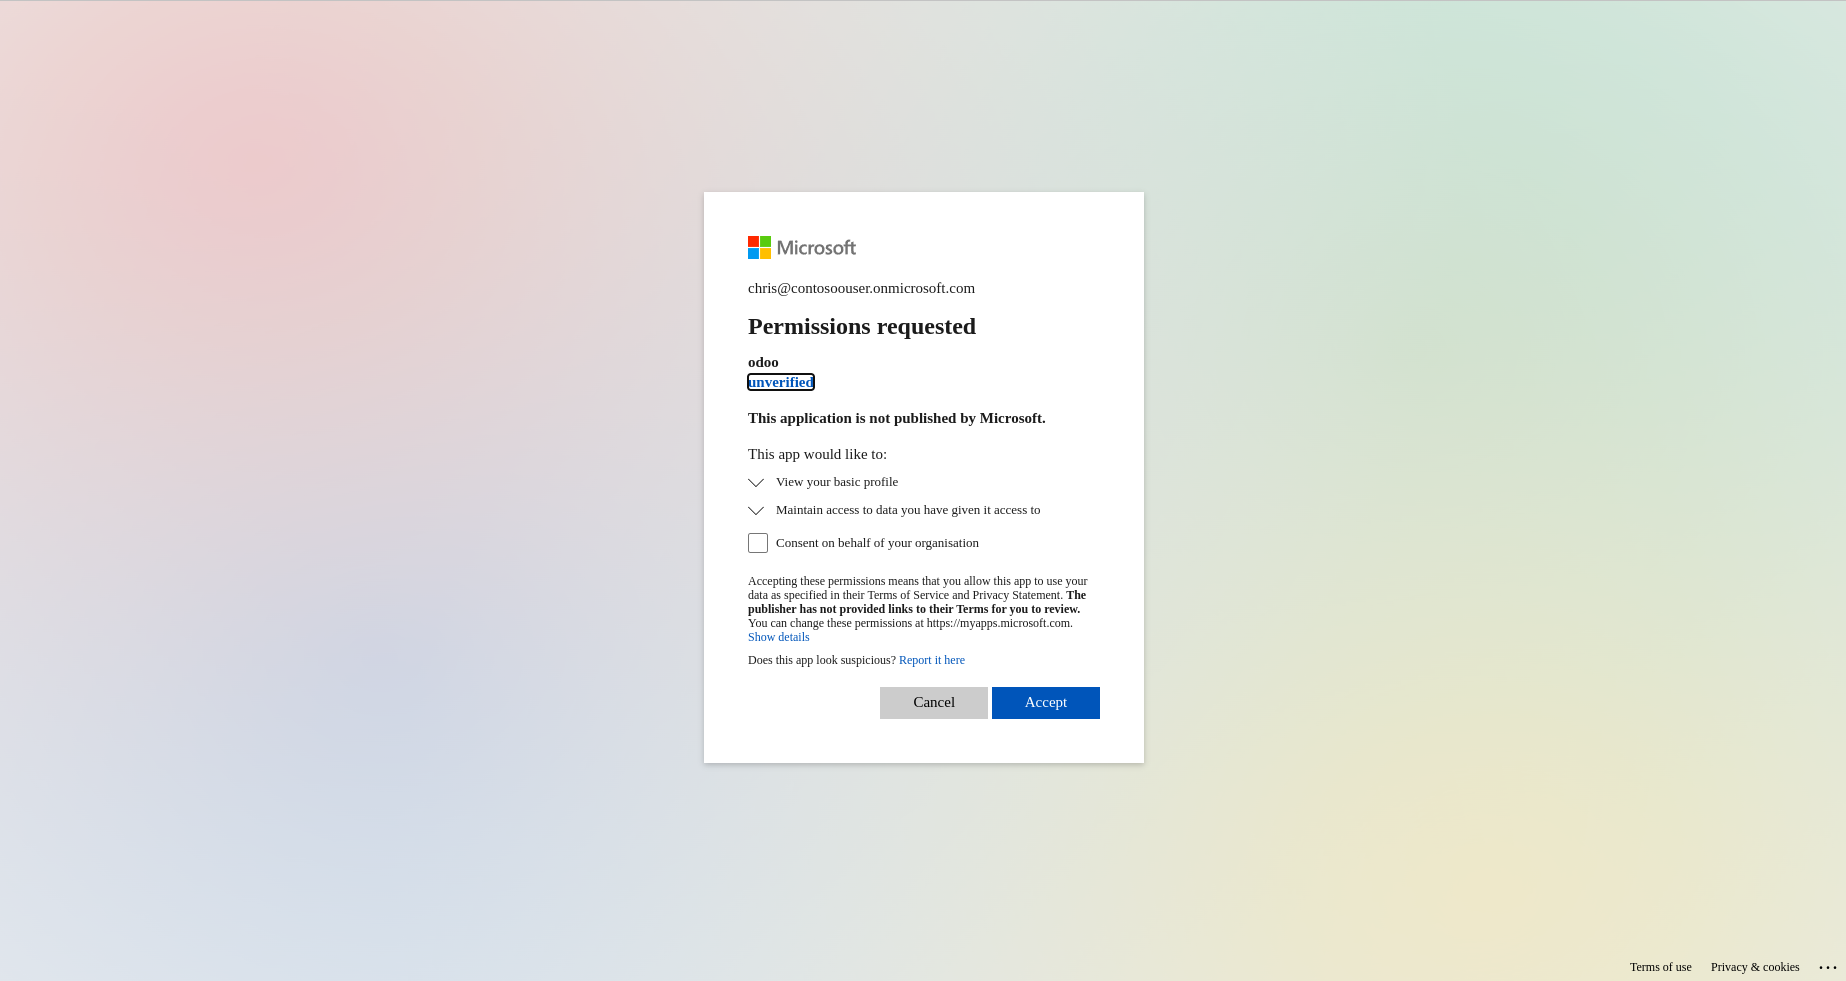 Microsoft
chris@contosoouser.onmicrosoft.com
Permissions requested
odoo
unverified
This application is not published by Microsoft.
This app would like to:
View your basic profile
Maintain access to data you have given it access to
Consent on behalf of your organisation
Accepting these permissions means that you allow this app to use your
data as specified in their Terms of Service and Privacy Statement. The
publisher has not provided links to their Terms for you to review.
You can change these permissions at https://myapps.microsoft.com.
Show details
Does this app look suspicious? Report it here
Cancel Accept
Terms of use Privacy & cookies ...